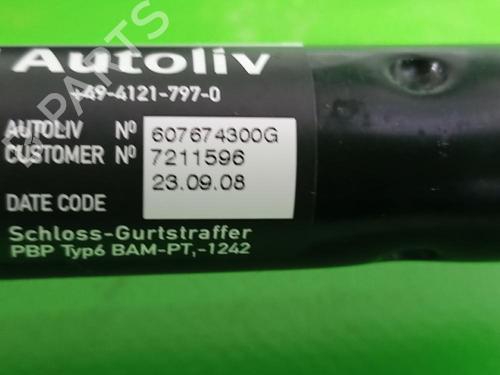 Autoliv
+49-4121-797-0
AUTOLIV Nº 607674300G
CUSTOMER Nº 7211596
DATE CODE 23.09.08
Schloss-Gurtstraffer
PBP Typ6 BAM-PT,-1242
PARTS